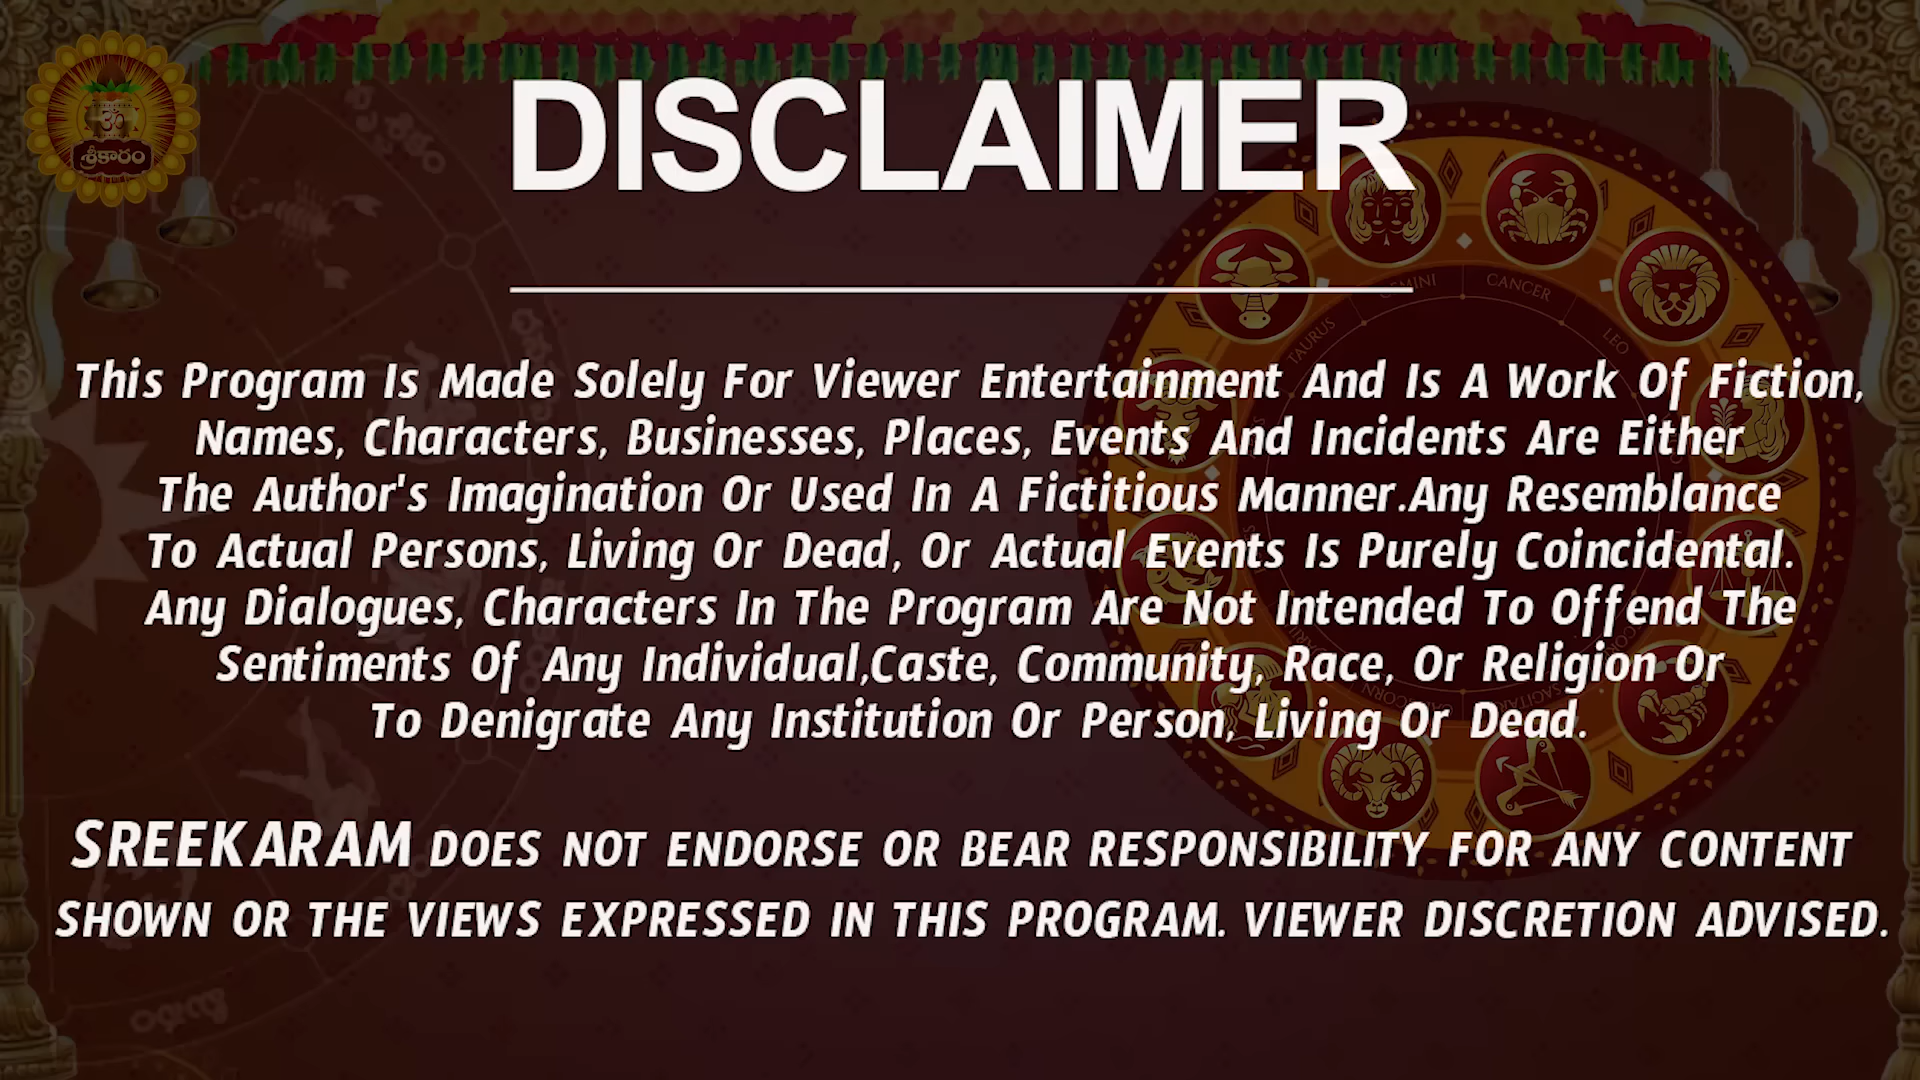 DISCLAIMER
శ్రీకారం
GEMINI
CANCER
TAURUS
LEO
This Program Is Made Solely For Viewer Entertainment And Is A Work Of Fiction,
Names, Characters, Businesses, Places, Events And Incidents Are Either
The Author's Imagination Or Used In A Fictitious Manner.Any Resemblance
To Actual Persons, Living Or Dead, Or Actual Events Is Purely Coincidental.
Any Dialogues, Characters In The Program Are Not Intended To Offend The
Sentiments Of Any Individual,Caste, Community, Race, Or Religion Or
To Denigrate Any Institution Or Person, Living Or Dead.
SREEKARAM DOES NOT ENDORSE OR BEAR RESPONSIBILITY FOR ANY CONTENT
SHOWN OR THE VIEWS EXPRESSED IN THIS PROGRAM. VIEWER DISCRETION ADVISED.